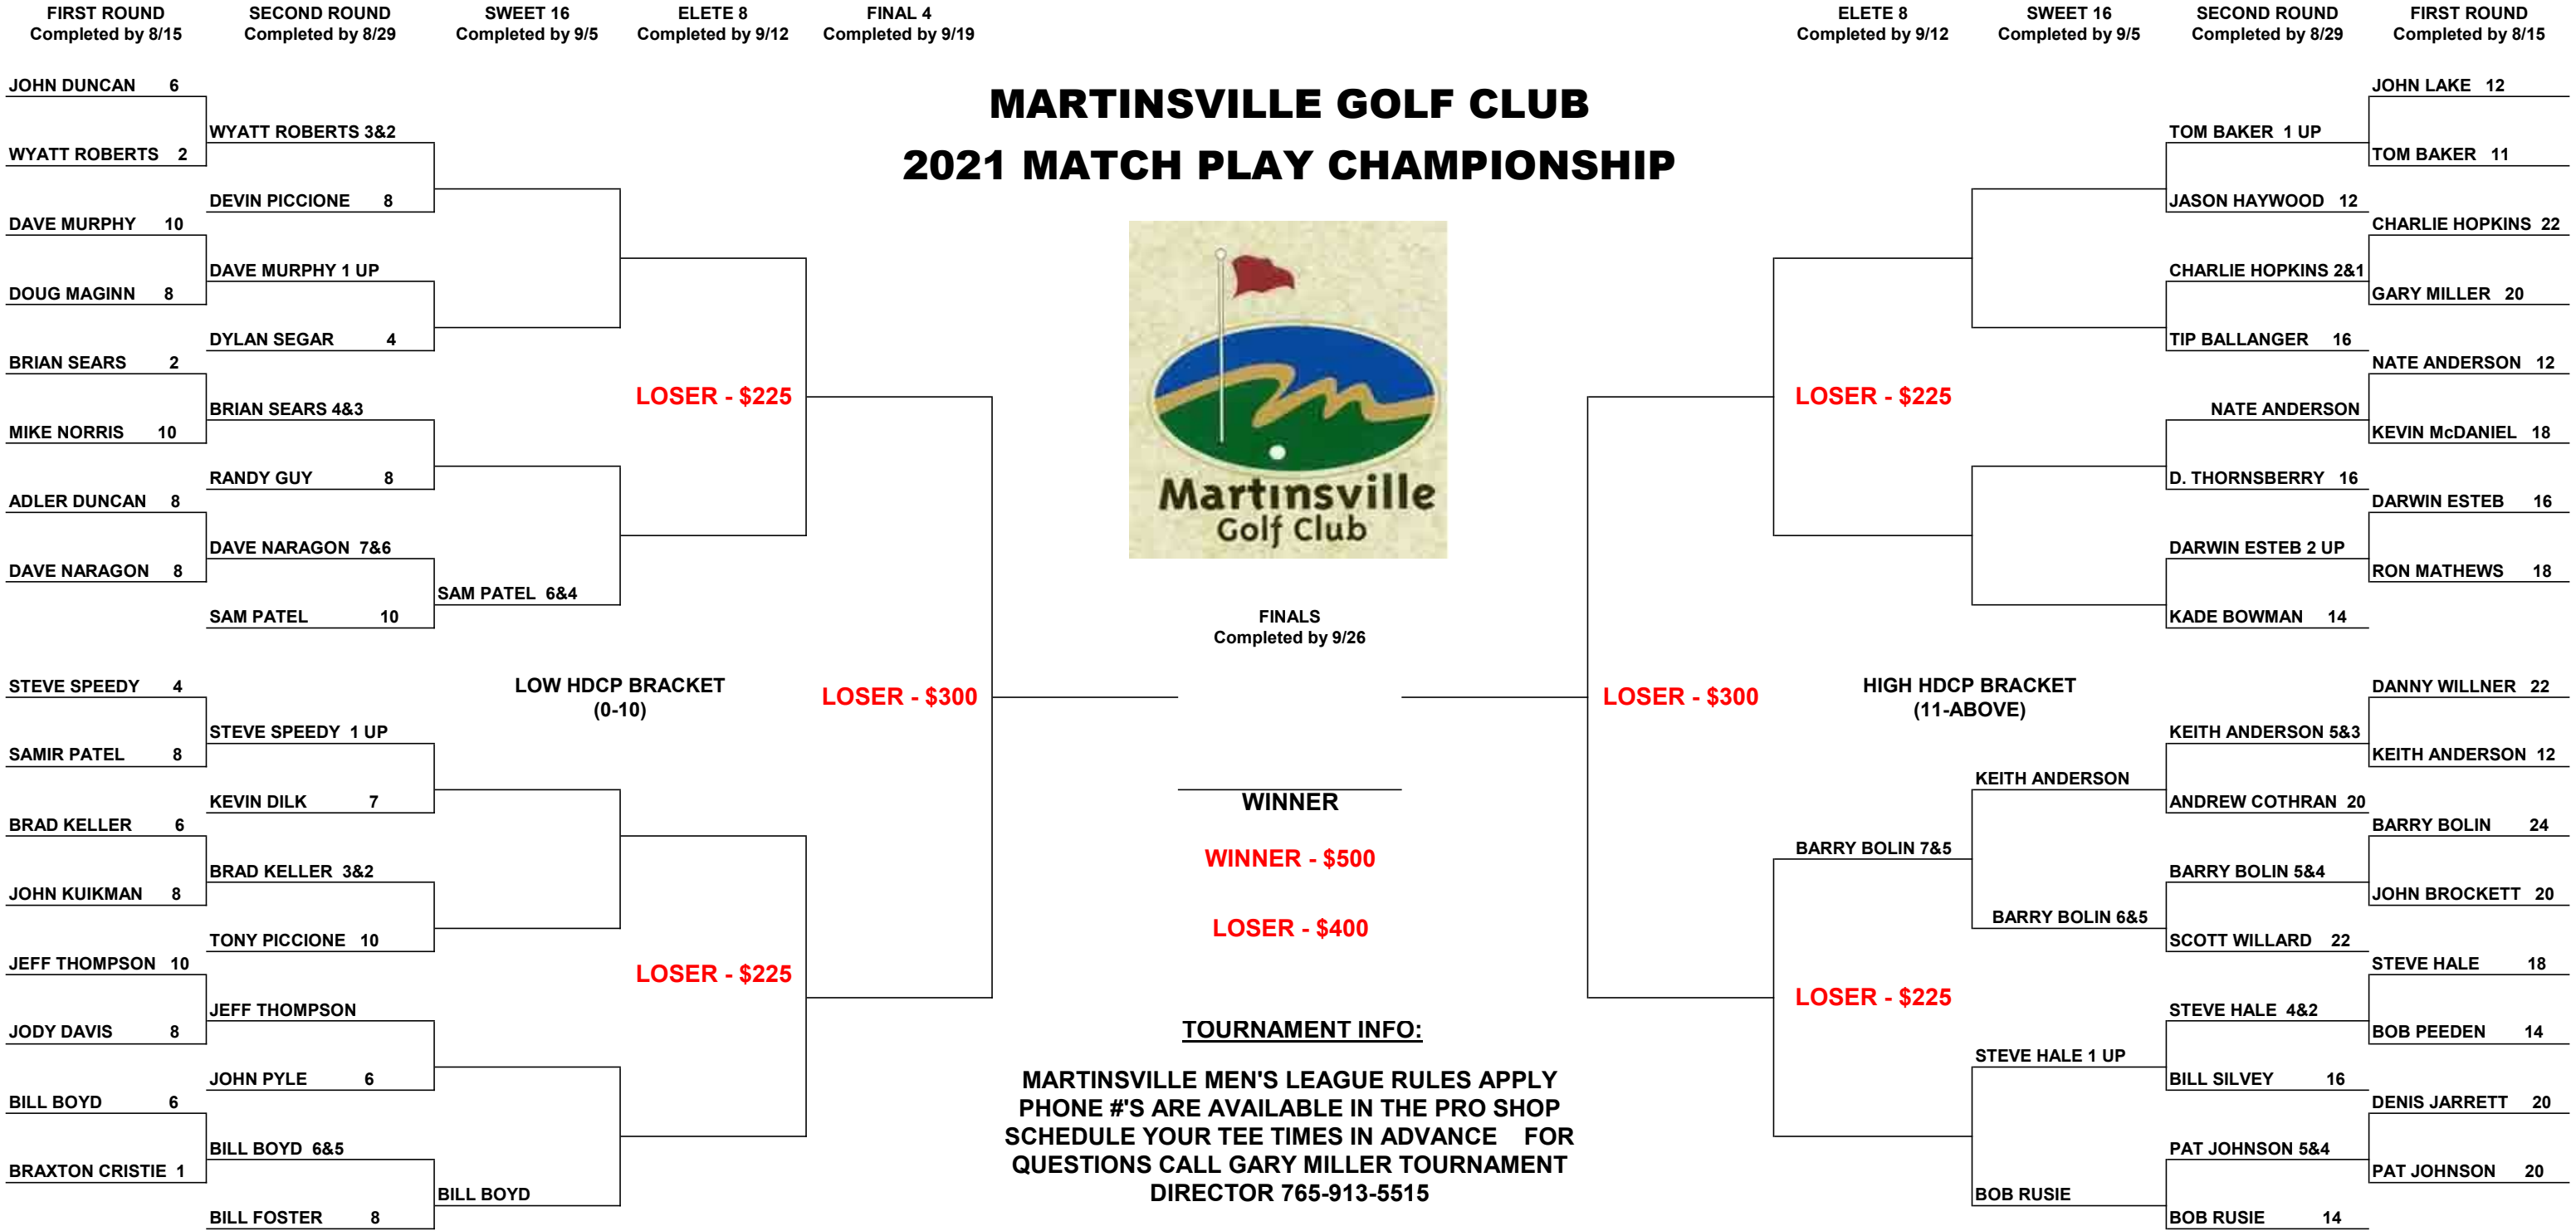 FIRST ROUND
Completed by 8/15
SECOND ROUND
Completed by 8/29
SWEET 16
Completed by 9/5
ELETE 8
Completed by 9/12
FINAL 4
Completed by 9/19
ELETE 8
Completed by 9/12
SWEET 16
Completed by 9/5
SECOND ROUND
Completed by 8/29
FIRST ROUND
Completed by 8/15
MARTINSVILLE GOLF CLUB
2021 MATCH PLAY CHAMPIONSHIP
JOHN DUNCAN 6
WYATT ROBERTS 2
DAVE MURPHY 10
DOUG MAGINN 8
BRIAN SEARS 2
MIKE NORRIS 10
ADLER DUNCAN 8
DAVE NARAGON 8
STEVE SPEEDY 4
SAMIR PATEL 8
BRAD KELLER 6
JOHN KUIKMAN 8
JEFF THOMPSON 10
JODY DAVIS 8
BILL BOYD 6
BRAXTON CRISTIE 1
WYATT ROBERTS 3&2
DEVIN PICCIONE 8
DAVE MURPHY 1 UP
DYLAN SEGAR 4
BRIAN SEARS 4&3
RANDY GUY 8
DAVE NARAGON 7&6
SAM PATEL 10
STEVE SPEEDY 1 UP
KEVIN DILK 7
BRAD KELLER 3&2
TONY PICCIONE 10
JEFF THOMPSON
JOHN PYLE 6
BILL BOYD 6&5
BILL FOSTER 8
SAM PATEL 6&4
BILL BOYD
LOW HDCP BRACKET
(0-10)
LOSER - $225
LOSER - $225
LOSER - $300
Martinsville
Golf Club
FINALS
Completed by 9/26
WINNER
WINNER - $500
LOSER - $400
TOURNAMENT INFO:
MARTINSVILLE MEN'S LEAGUE RULES APPLY
PHONE #'S ARE AVAILABLE IN THE PRO SHOP
SCHEDULE YOUR TEE TIMES IN ADVANCE FOR
QUESTIONS CALL GARY MILLER TOURNAMENT
DIRECTOR 765-913-5515
LOSER - $300
LOSER - $225
LOSER - $225
HIGH HDCP BRACKET
(11-ABOVE)
BARRY BOLIN 7&5
KEITH ANDERSON
BARRY BOLIN 6&5
STEVE HALE 1 UP
BOB RUSIE
TOM BAKER 1 UP
JASON HAYWOOD 12
CHARLIE HOPKINS 2&1
TIP BALLANGER 16
NATE ANDERSON
D. THORNSBERRY 16
DARWIN ESTEB 2 UP
KADE BOWMAN 14
KEITH ANDERSON 5&3
ANDREW COTHRAN 20
BARRY BOLIN 5&4
SCOTT WILLARD 22
STEVE HALE 4&2
BILL SILVEY 16
PAT JOHNSON 5&4
BOB RUSIE 14
JOHN LAKE 12
TOM BAKER 11
CHARLIE HOPKINS 22
GARY MILLER 20
NATE ANDERSON 12
KEVIN McDANIEL 18
DARWIN ESTEB 16
RON MATHEWS 18
DANNY WILLNER 22
KEITH ANDERSON 12
BARRY BOLIN 24
JOHN BROCKETT 20
STEVE HALE 18
BOB PEEDEN 14
DENIS JARRETT 20
PAT JOHNSON 20